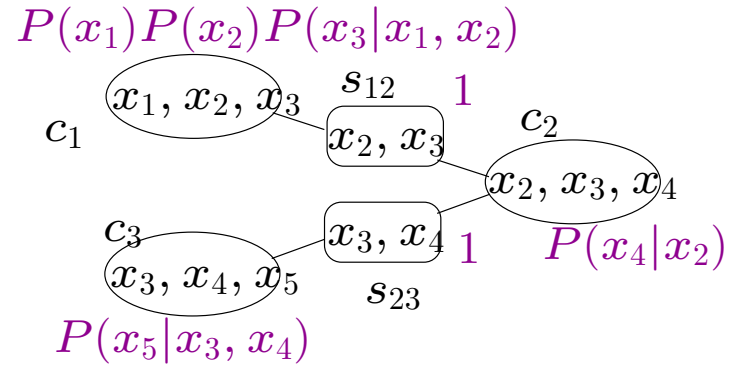 P(x₁)P(x₂)P(x₃|x₁, x₂)
s₁₂
1
x₁, x₂, x₃
c₁
x₂, x₃
c₂
x₂, x₃, x₄
c₃
x₃, x₄
1
P(x₄|x₂)
x₃, x₄, x₅
s₂₃
P(x₅|x₃, x₄)